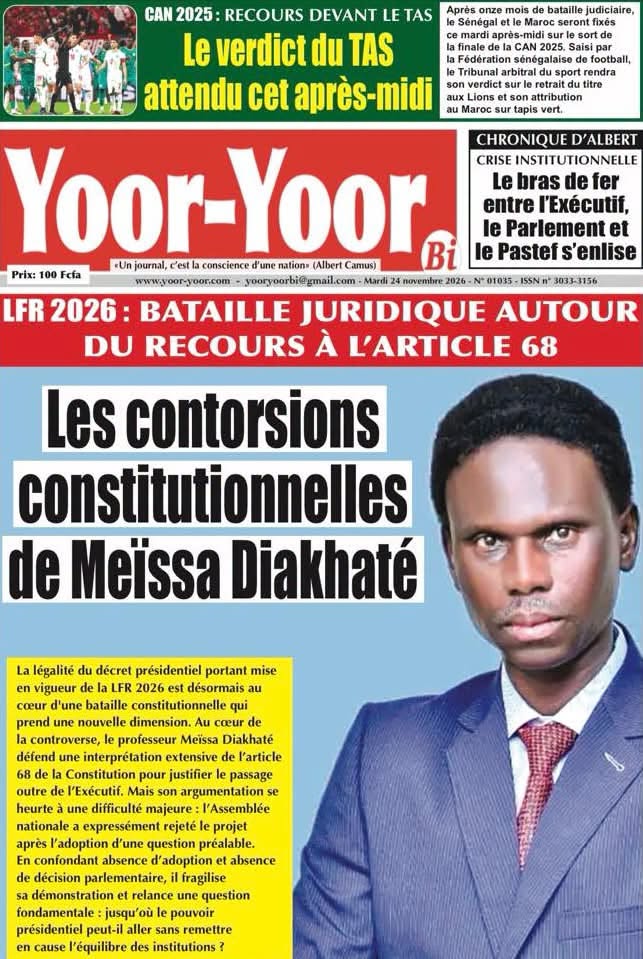 CAN 2025 : RECOURS DEVANT LE TAS
Le verdict du TAS
attendu cet après-midi
Après onze mois de bataille judiciaire,
le Sénégal et le Maroc seront fixés
ce mardi après-midi sur le sort de
la finale de la CAN 2025. Saisi par
la Fédération sénégalaise de football,
le Tribunal arbitral du sport rendra
son verdict sur le retrait du titre
aux Lions et son attribution
au Maroc sur tapis vert.
Yoor-Yoor
Bi
«Un journal, c’est la conscience d’une nation» (Albert Camus)
Prix: 100 Fcfa
CHRONIQUE D’ALBERT
CRISE INSTITUTIONNELLE
Le bras de fer
entre l’Exécutif,
le Parlement et
le Pastef s’enlise
www.yoor-yoor.com - yooryoorbi@gmail.com - Mardi 24 novembre 2026 - N° 01035 - ISSN n° 3033-3156
LFR 2026 : BATAILLE JURIDIQUE AUTOUR
DU RECOURS À L’ARTICLE 68
Les contorsions
constitutionnelles
de Meïssa Diakhaté
La légalité du décret présidentiel portant mise
en vigueur de la LFR 2026 est désormais au
cœur d'une bataille constitutionnelle qui
prend une nouvelle dimension. Au cœur de
la controverse, le professeur Meïssa Diakhaté
défend une interprétation extensive de l’article
68 de la Constitution pour justifier le passage
outre de l’Exécutif. Mais son argumentation se
heurte à une difficulté majeure : l’Assemblée
nationale a expressément rejeté le projet
après l’adoption d’une question préalable.
En confondant absence d’adoption et absence
de décision parlementaire, il fragilise
sa démonstration et relance une question
fondamentale : jusqu’où le pouvoir
présidentiel peut-il aller sans remettre
en cause l’équilibre des institutions ?